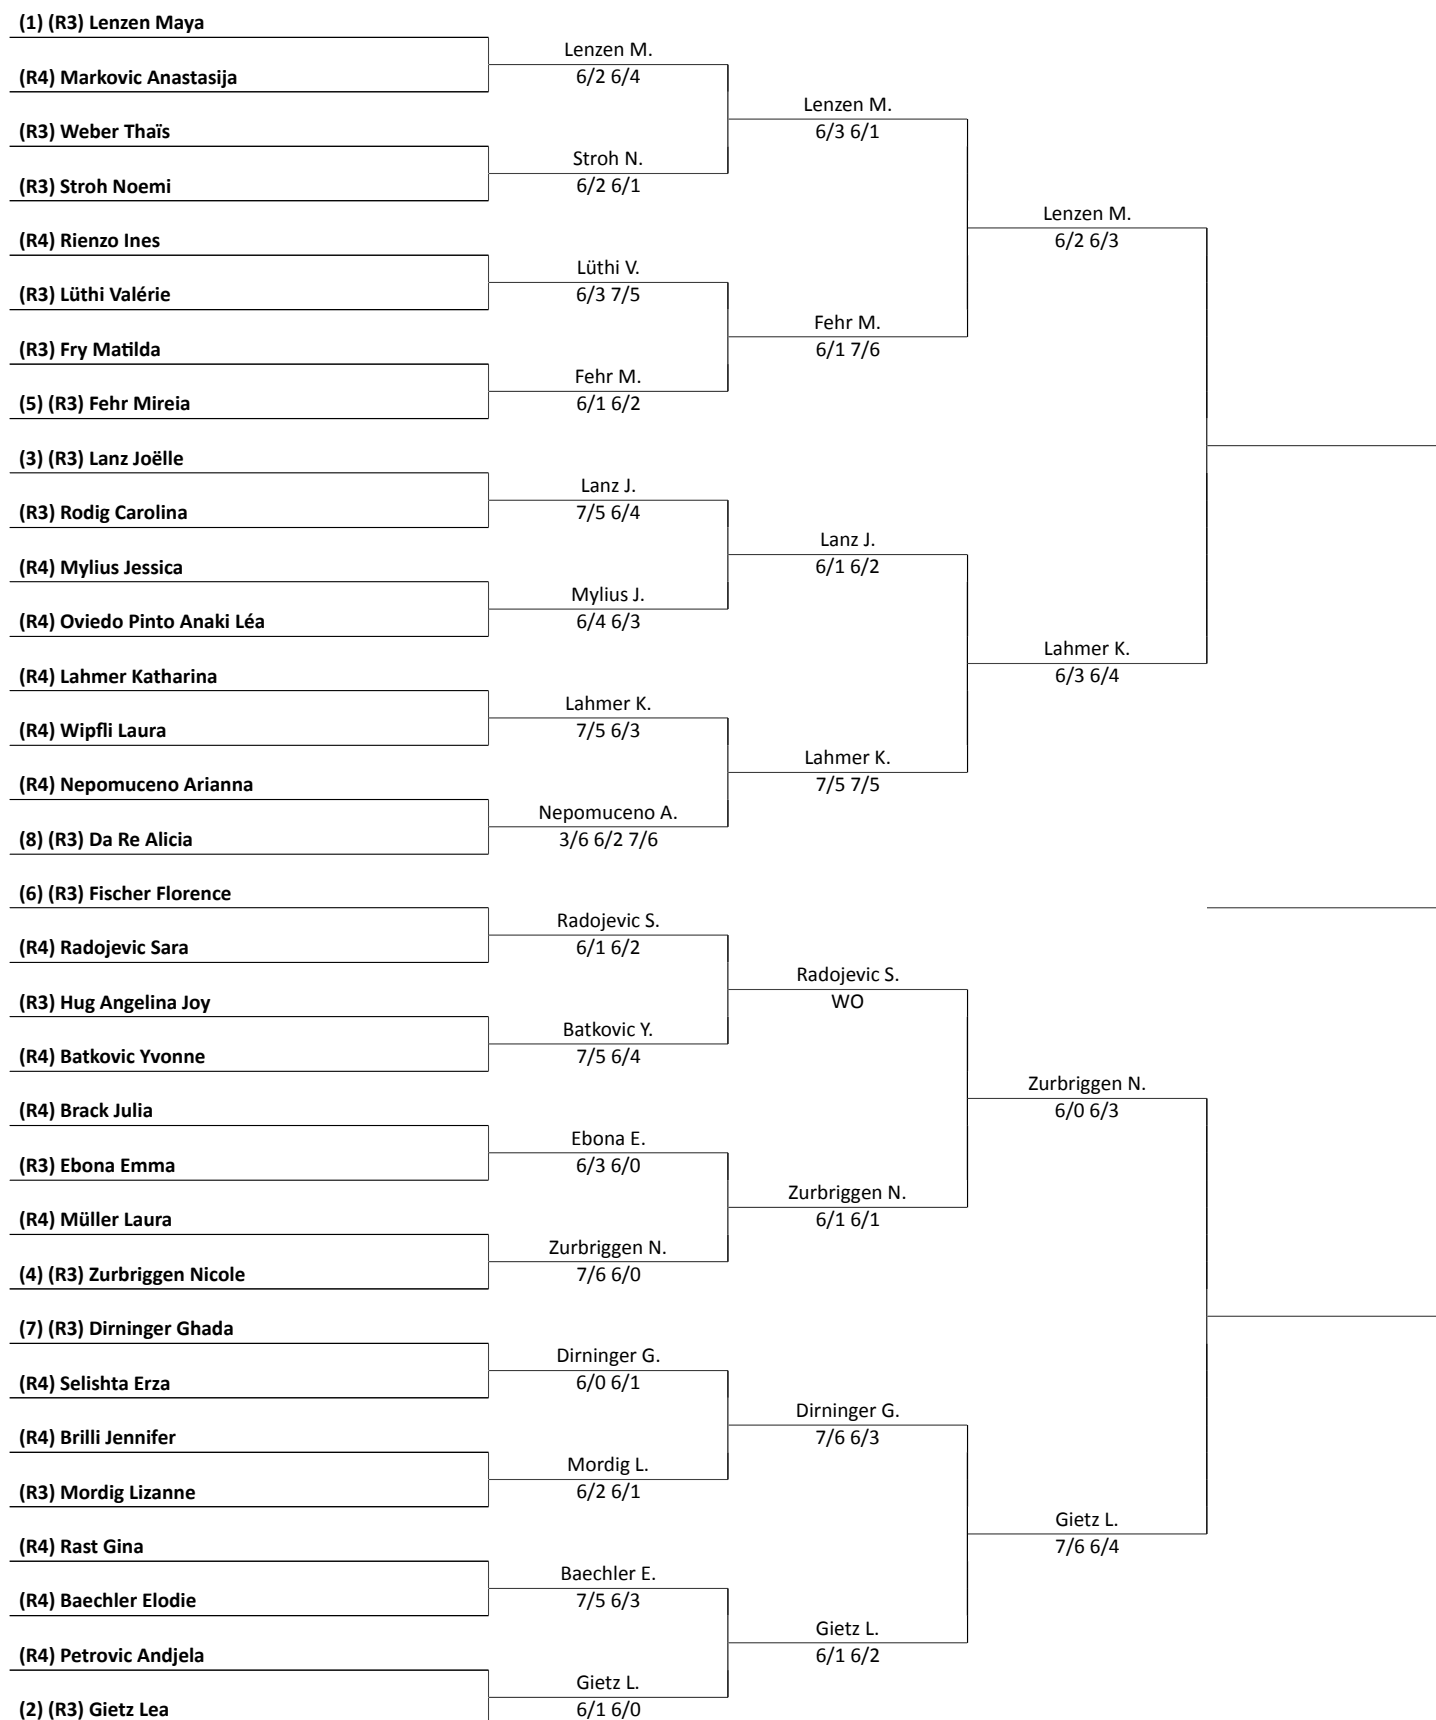 (1) (R3) Lenzen Maya
Lenzen M.
(R4) Markovic Anastasija
6/2 6/4
Lenzen M.
(R3) Weber Thaïs
6/3 6/1
Stroh N.
(R3) Stroh Noemi
6/2 6/1
Lenzen M.
(R4) Rienzo Ines
6/2 6/3
Lüthi V.
(R3) Lüthi Valérie
6/3 7/5
Fehr M.
(R3) Fry Matilda
6/1 7/6
Fehr M.
(5) (R3) Fehr Mireia
6/1 6/2
(3) (R3) Lanz Joëlle
Lanz J.
(R3) Rodig Carolina
7/5 6/4
Lanz J.
(R4) Mylius Jessica
6/1 6/2
Mylius J.
(R4) Oviedo Pinto Anaki Léa
6/4 6/3
Lahmer K.
(R4) Lahmer Katharina
6/3 6/4
Lahmer K.
(R4) Wipfli Laura
7/5 6/3
Lahmer K.
(R4) Nepomuceno Arianna
7/5 7/5
Nepomuceno A.
(8) (R3) Da Re Alicia
3/6 6/2 7/6
(6) (R3) Fischer Florence
Radojevic S.
(R4) Radojevic Sara
6/1 6/2
Radojevic S.
(R3) Hug Angelina Joy
WO
Batkovic Y.
(R4) Batkovic Yvonne
7/5 6/4
Zurbriggen N.
(R4) Brack Julia
6/0 6/3
Ebona E.
(R3) Ebona Emma
6/3 6/0
Zurbriggen N.
(R4) Müller Laura
6/1 6/1
Zurbriggen N.
(4) (R3) Zurbriggen Nicole
7/6 6/0
(7) (R3) Dirninger Ghada
Dirninger G.
(R4) Selishta Erza
6/0 6/1
Dirninger G.
(R4) Brilli Jennifer
7/6 6/3
Mordig L.
(R3) Mordig Lizanne
6/2 6/1
Gietz L.
(R4) Rast Gina
7/6 6/4
Baechler E.
(R4) Baechler Elodie
7/5 6/3
Gietz L.
(R4) Petrovic Andjela
6/1 6/2
Gietz L.
(2) (R3) Gietz Lea
6/1 6/0